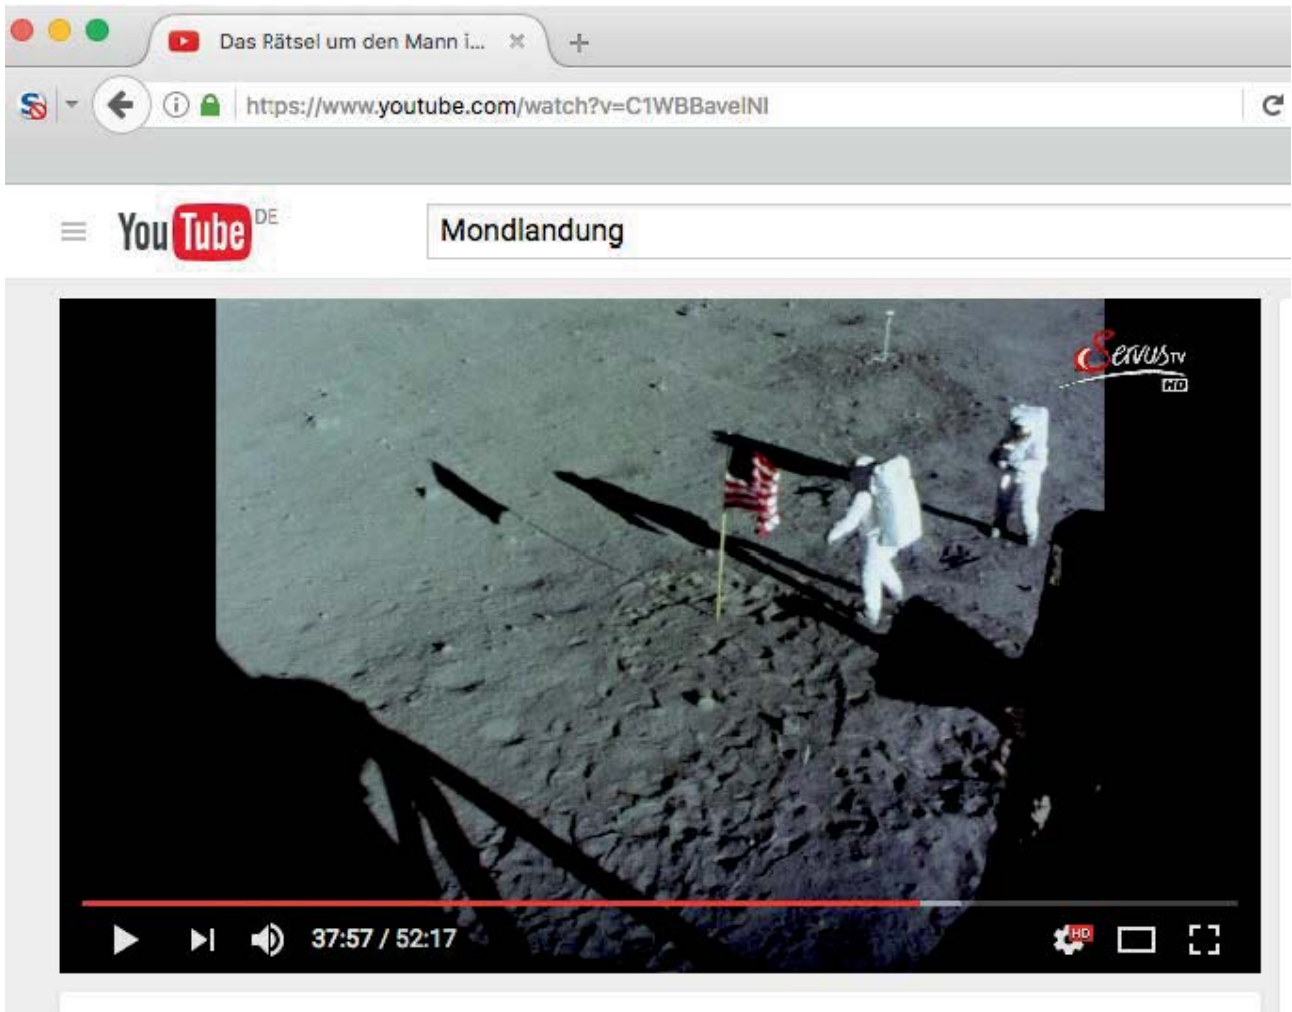 Das Rätsel um den Mann i...
https://www.youtube.com/watch?v=C1WBBavelNI
YouTube DE
Mondlandung
ServusTV
HD
37:57 / 52:17
HD